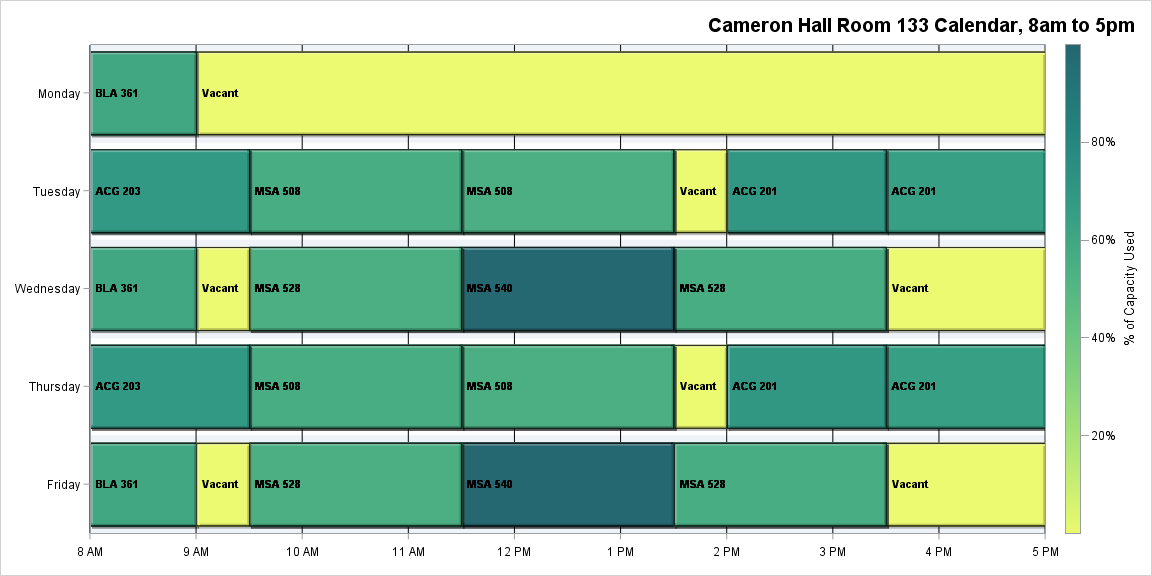 Cameron Hall Room 133 Calendar, 8am to 5pm
Monday BLA 361 Vacant
80%
Tuesday ACG 203 MSA 508 MSA 508 Vacant ACG 201 ACG 201
60%
% of Capacity Used
Wednesday BLA 361 Vacant MSA 528 MSA 540 MSA 528 Vacant
40%
Thursday ACG 203 MSA 508 MSA 508 Vacant ACG 201 ACG 201
20%
Friday BLA 361 Vacant MSA 528 MSA 540 MSA 528 Vacant
8 AM 9 AM 10 AM 11 AM 12 PM 1 PM 2 PM 3 PM 4 PM 5 PM